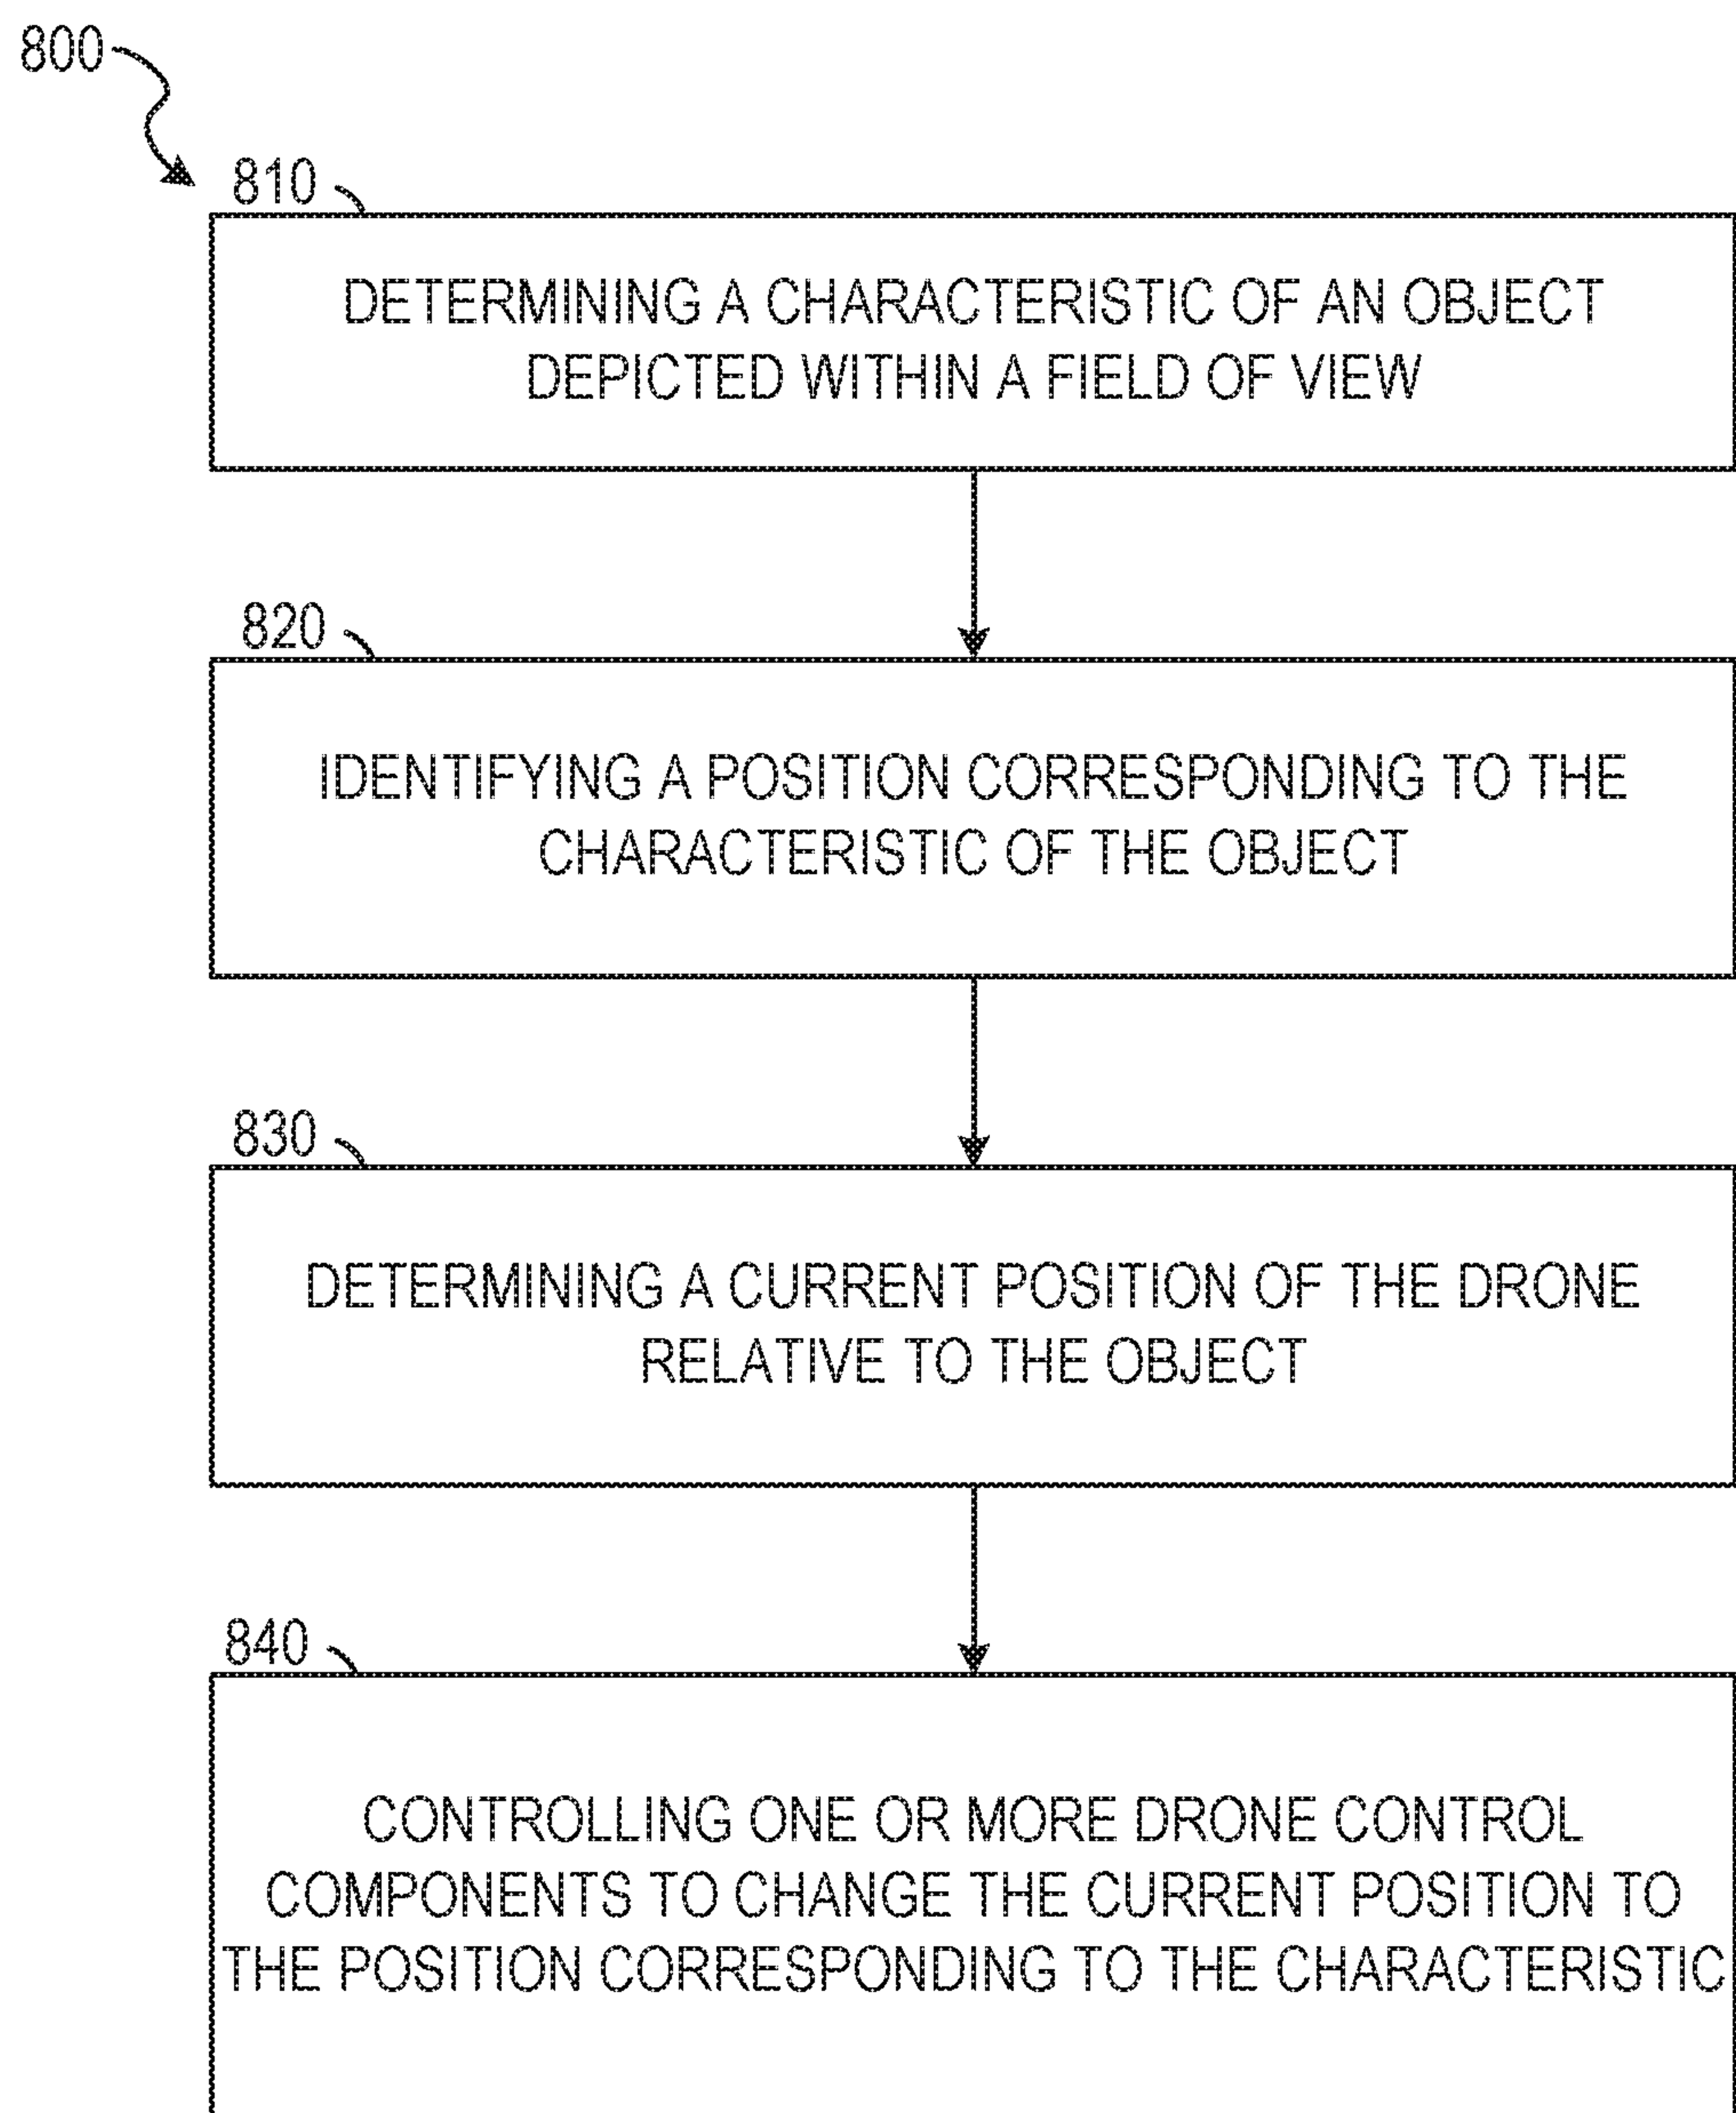 800
810
DETERMINING A CHARACTERISTIC OF AN OBJECT
DEPICTED WITHIN A FIELD OF VIEW
820
IDENTIFYING A POSITION CORRESPONDING TO THE
CHARACTERISTIC OF THE OBJECT
830
DETERMINING A CURRENT POSITION OF THE DRONE
RELATIVE TO THE OBJECT
840
CONTROLLING ONE OR MORE DRONE CONTROL
COMPONENTS TO CHANGE THE CURRENT POSITION TO
THE POSITION CORRESPONDING TO THE CHARACTERISTIC